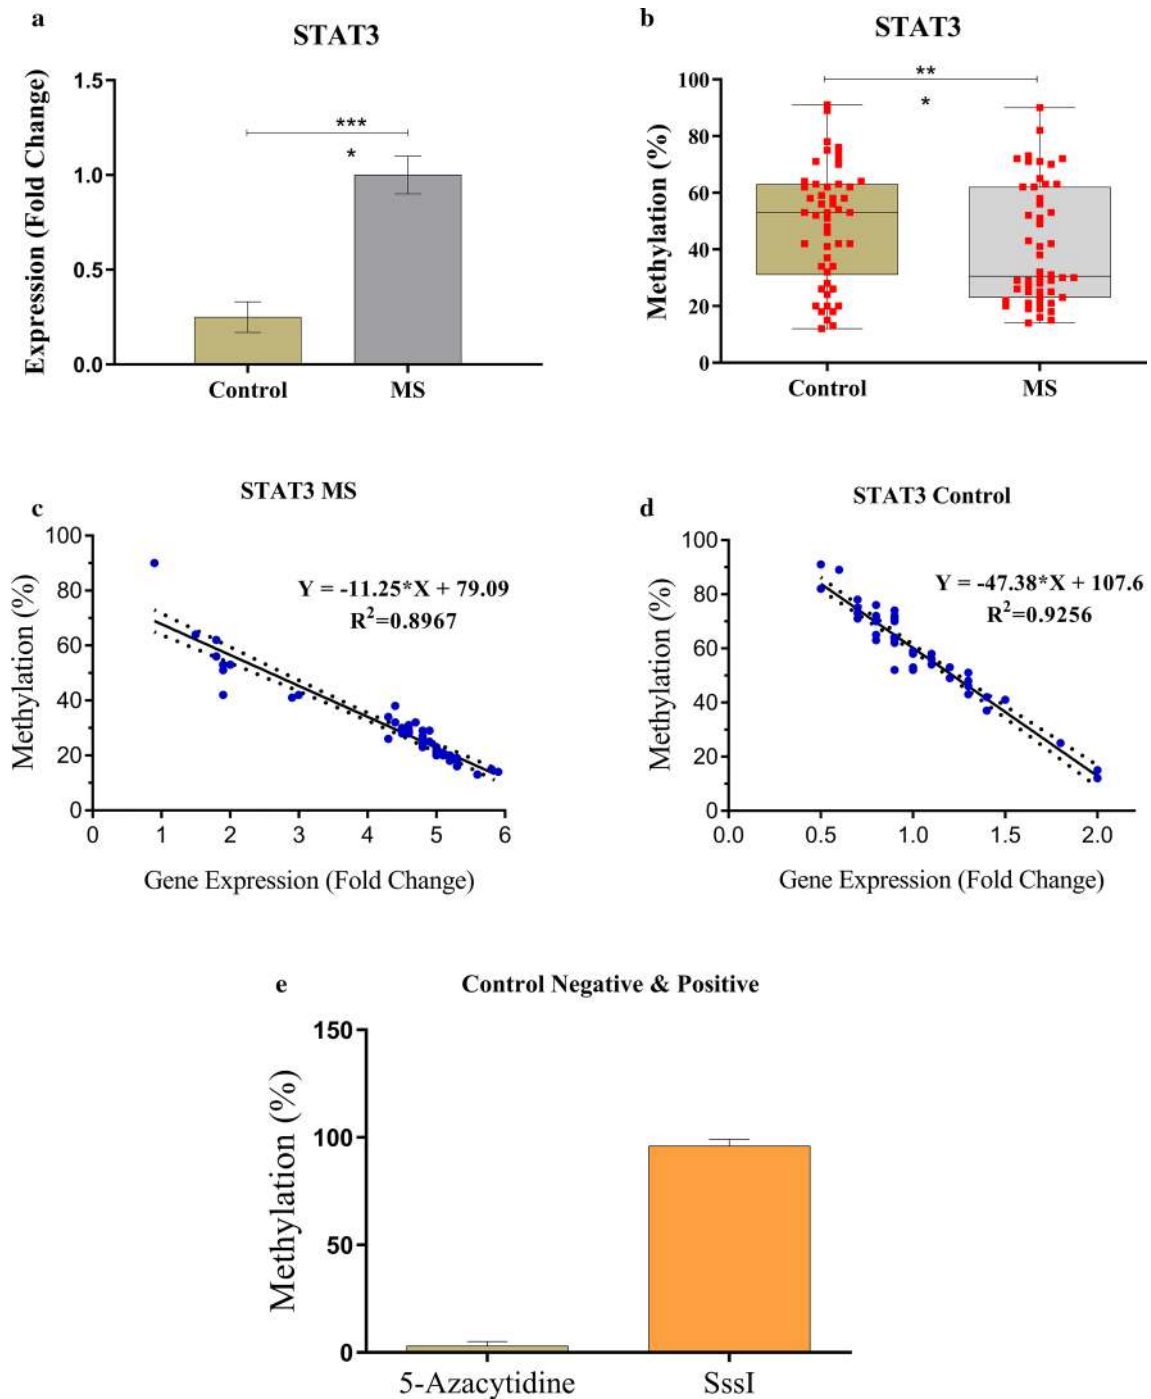 a
STAT3
Expression (Fold Change)
1.5
1.0
0.5
0.0
***
*
Control
MS
b
STAT3
Methylation (%)
100
80
60
40
20
0
**
*
Control
MS
c
STAT3 MS
Methylation (%)
100
80
60
40
20
0
Y = -11.25*X + 79.09
R²=0.8967
0 1 2 3 4 5 6
Gene Expression (Fold Change)
d
STAT3 Control
Methylation (%)
100
80
60
40
20
0
Y = -47.38*X + 107.6
R²=0.9256
0.0 0.5 1.0 1.5 2.0
Gene Expression (Fold Change)
e
Control Negative & Positive
Methylation (%)
150
100
50
0
5-Azacytidine
SssI